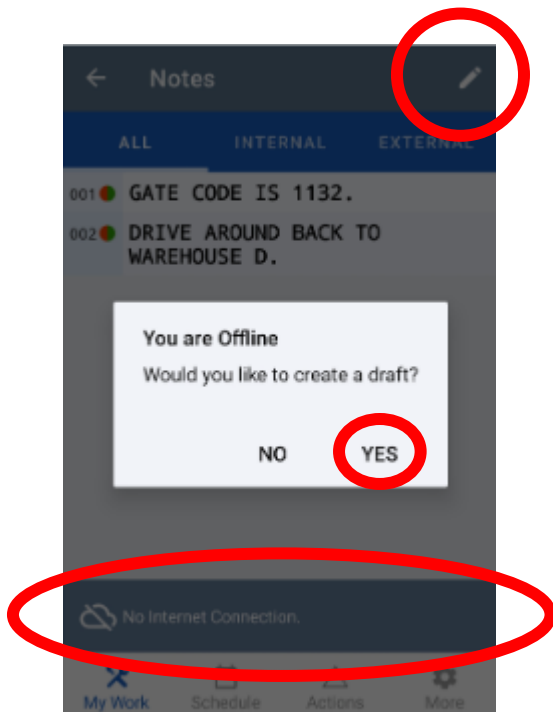 Notes
ALL INTERNAL EXTERNAL
001 GATE CODE IS 1132.
002 DRIVE AROUND BACK TO
WAREHOUSE D.
You are Offline
Would you like to create a draft?
NO YES
No Internet Connection.
My Work Schedule Actions More